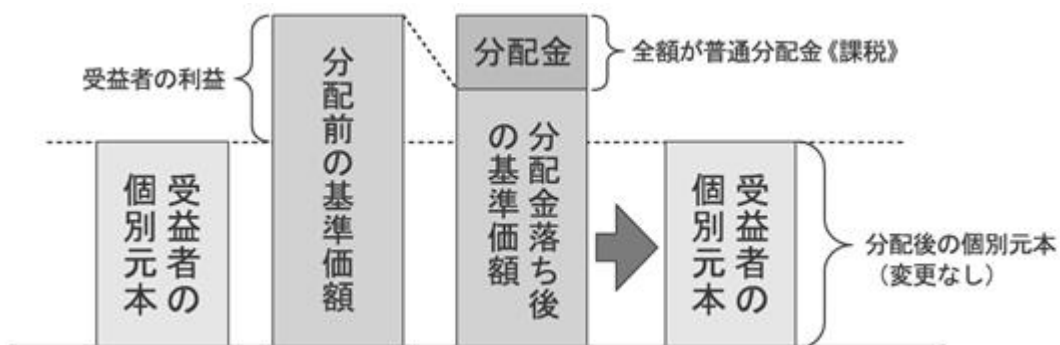 受益者の利益
受益者の
個別元本
分配前の基準価額
分配金
全額が普通分配金《課税》
分配金落ち後
の基準価額
受益者の
個別元本
分配後の個別元本
（変更なし）